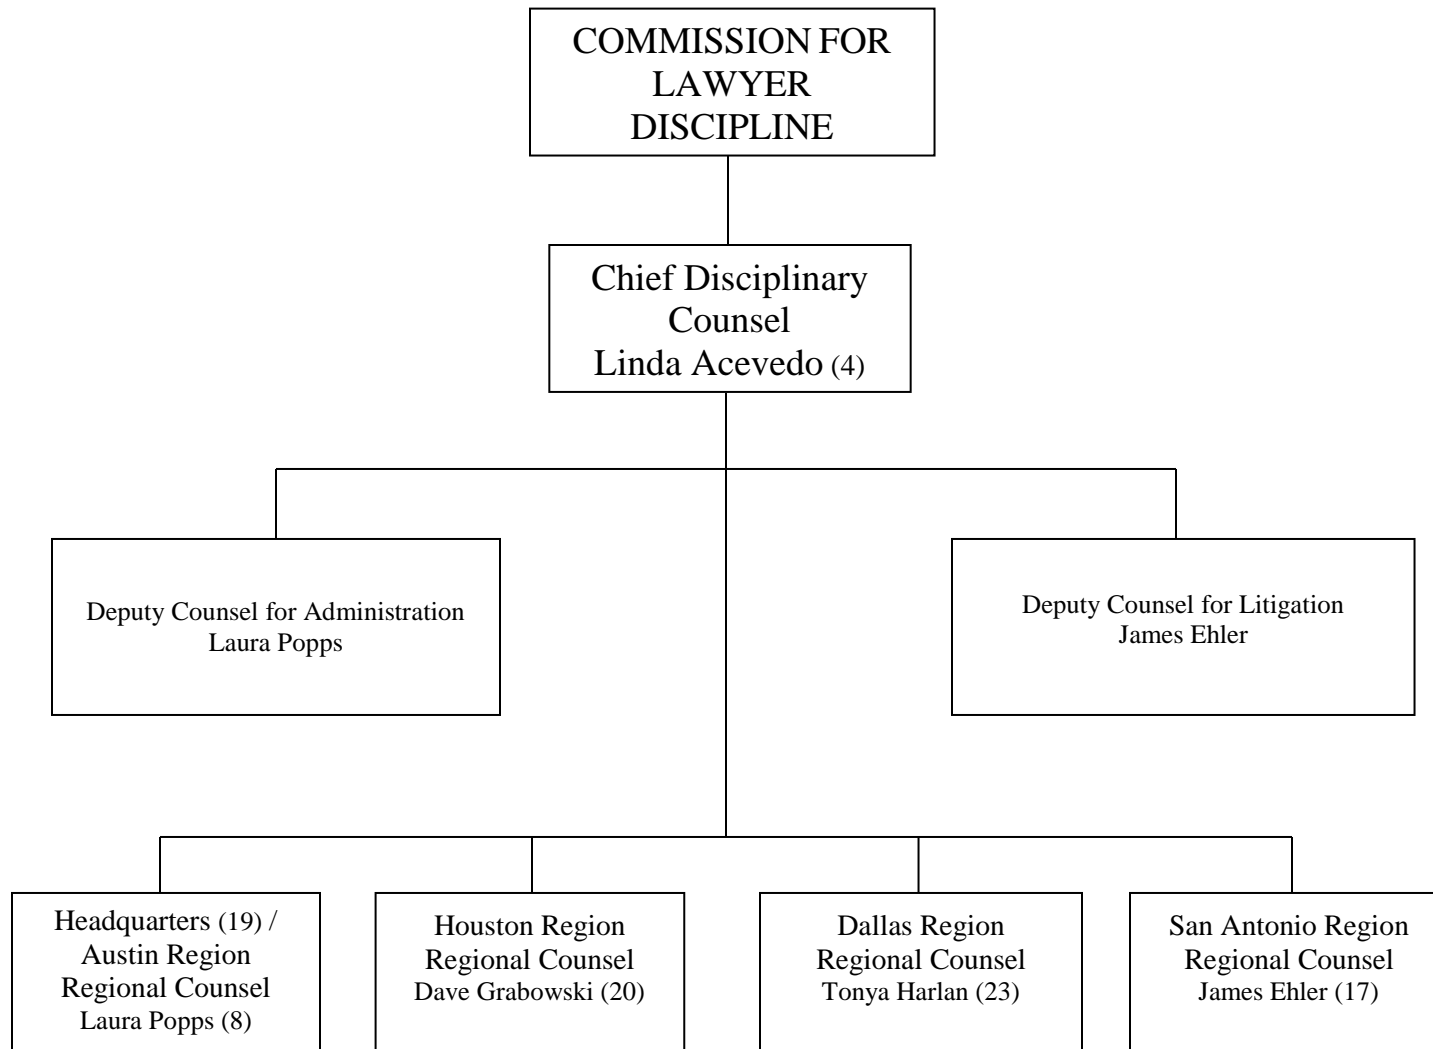 COMMISSION FOR
LAWYER
DISCIPLINE
Chief Disciplinary
Counsel
Linda Acevedo (4)
Deputy Counsel for Administration
Laura Popps
Deputy Counsel for Litigation
James Ehler
Headquarters (19) /
Austin Region
Regional Counsel
Laura Popps (8)
Houston Region
Regional Counsel
Dave Grabowski (20)
Dallas Region
Regional Counsel
Tonya Harlan (23)
San Antonio Region
Regional Counsel
James Ehler (17)